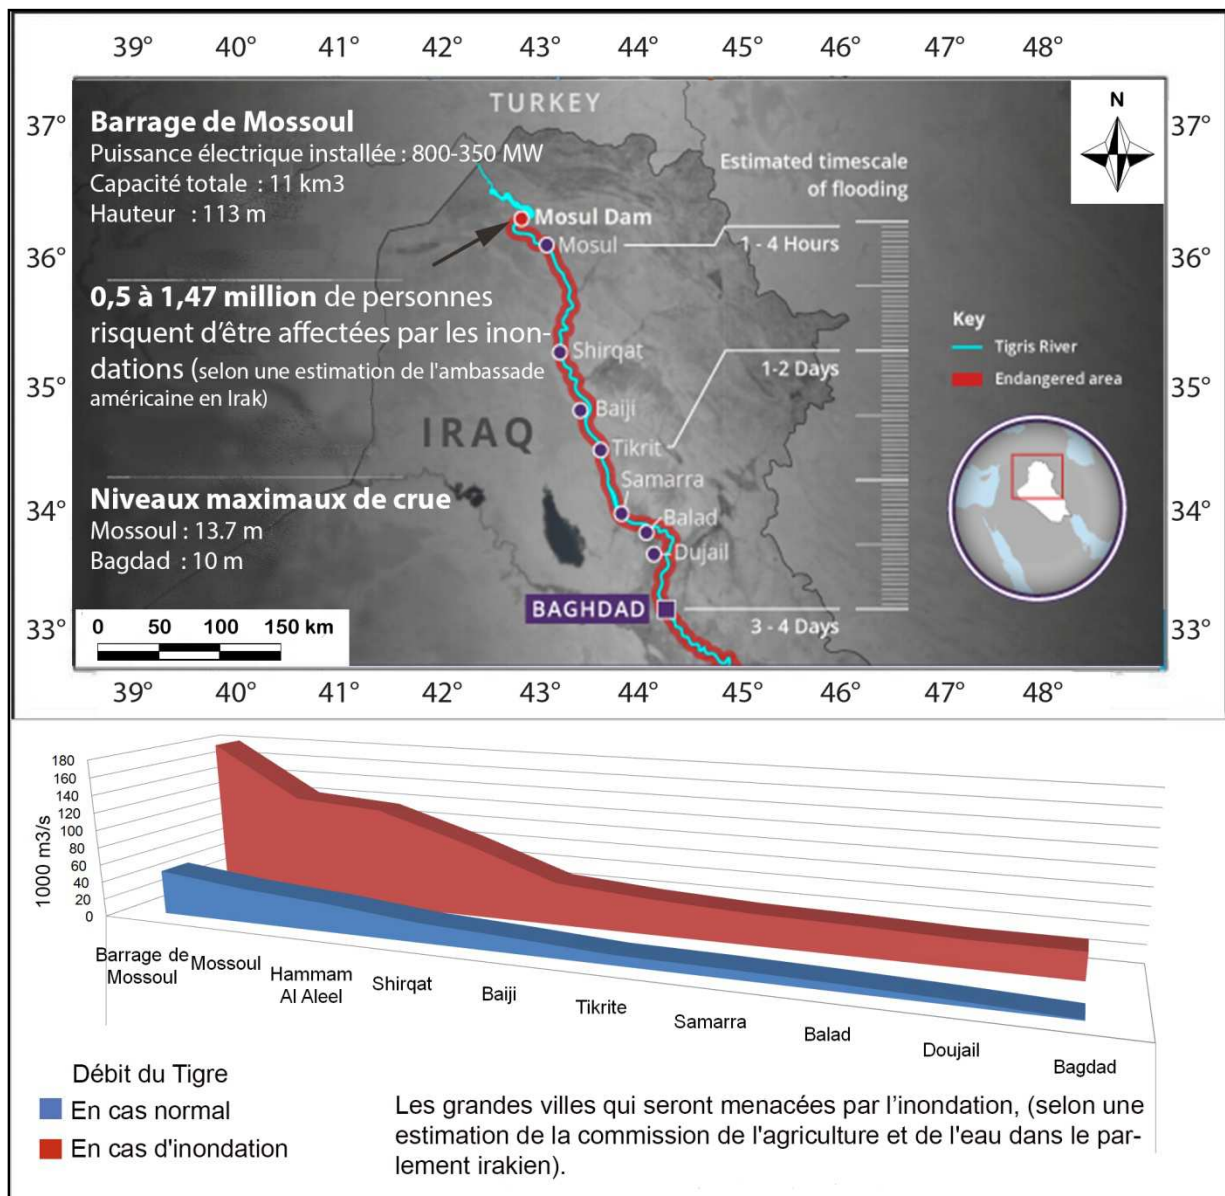 39° 40° 41° 42° 43° 44° 45° 46° 47° 48°
37°
36°
35°
34°
33°
TURKEY
Barrage de Mossoul
Puissance électrique installée : 800-350 MW
Capacité totale : 11 km3
Hauteur : 113 m
0,5 à 1,47 million de personnes
risquent d'être affectées par les inon-
dations (selon une estimation de l'ambassade
américaine en Irak)
Niveaux maximaux de crue
Mossoul : 13.7 m
Bagdad : 10 m
0 50 100 150 km
Mosul Dam
Mosul
Shirqat
Baiji
IRAQ
Tikrit
Samarra
Balad
Dujail
BAGHDAD
Estimated timescale
of flooding
1 - 4 Hours
1-2 Days
3 - 4 Days
N
Key
Tigris River
Endangered area
37°
36°
35°
34°
33°
39° 40° 41° 42° 43° 44° 45° 46° 47° 48°
1000 m3/s
180
160
140
120
100
80
60
40
20
0
Barrage de
Mossoul
Mossoul
Hammam
Al Aleel
Shirqat
Baiji
Tikrite
Samarra
Balad
Doujail
Bagdad
Débit du Tigre
En cas normal
En cas d'inondation
Les grandes villes qui seront menacées par l'inondation, (selon une
estimation de la commission de l'agriculture et de l'eau dans le par-
lement irakien).